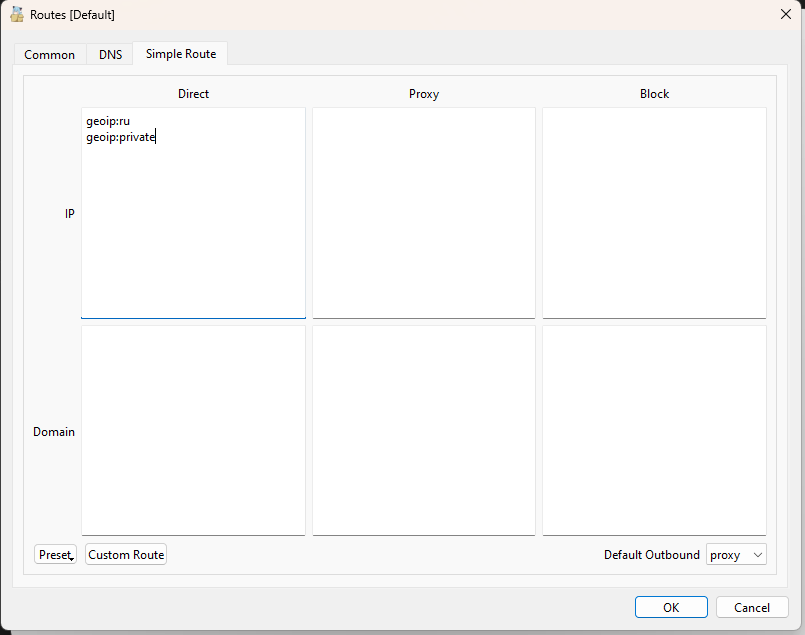 Routes [Default]
Common DNS Simple Route
Direct Proxy Block
geoip:ru
geoip:private
IP
Domain
Preset Custom Route Default Outbound proxy
OK Cancel